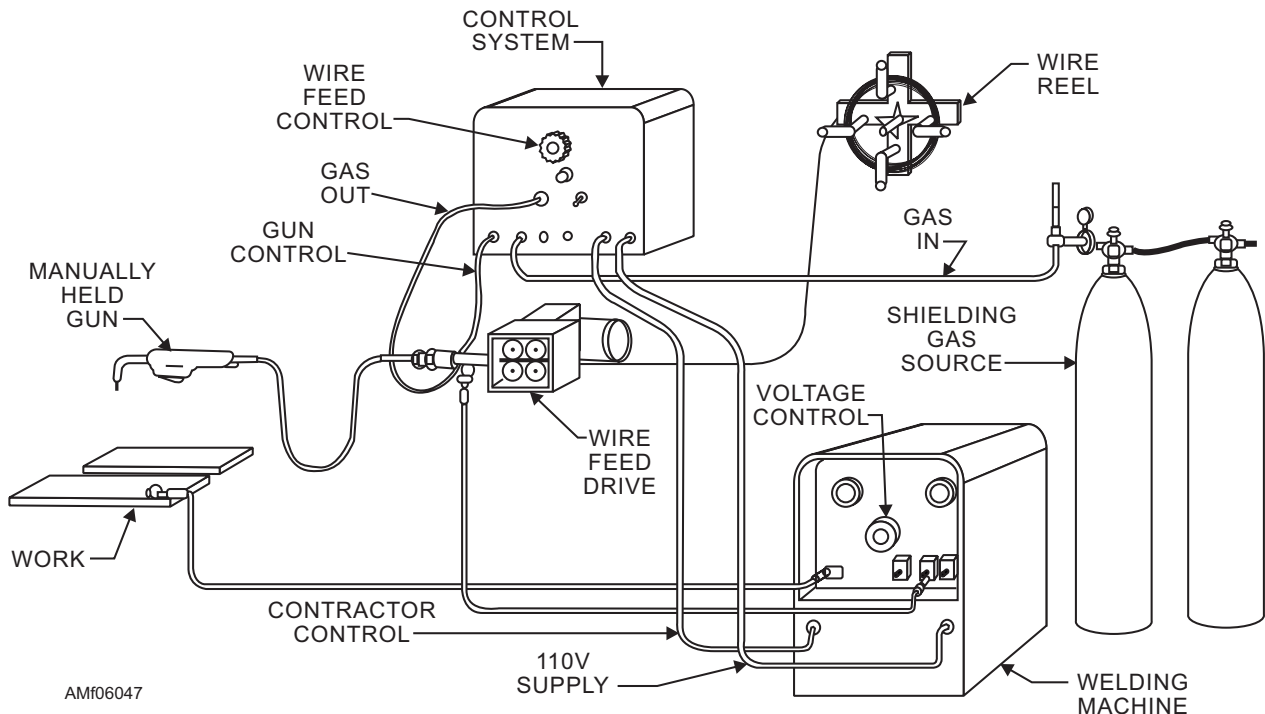 CONTROL
SYSTEM
WIRE
FEED
CONTROL
WIRE
REEL
GAS
OUT
GUN
CONTROL
GAS
IN
MANUALLY
HELD
GUN
SHIELDING
GAS
SOURCE
VOLTAGE
CONTROL
WIRE
FEED
DRIVE
WORK
CONTRACTOR
CONTROL
110V
SUPPLY
WELDING
MACHINE
AMf06047